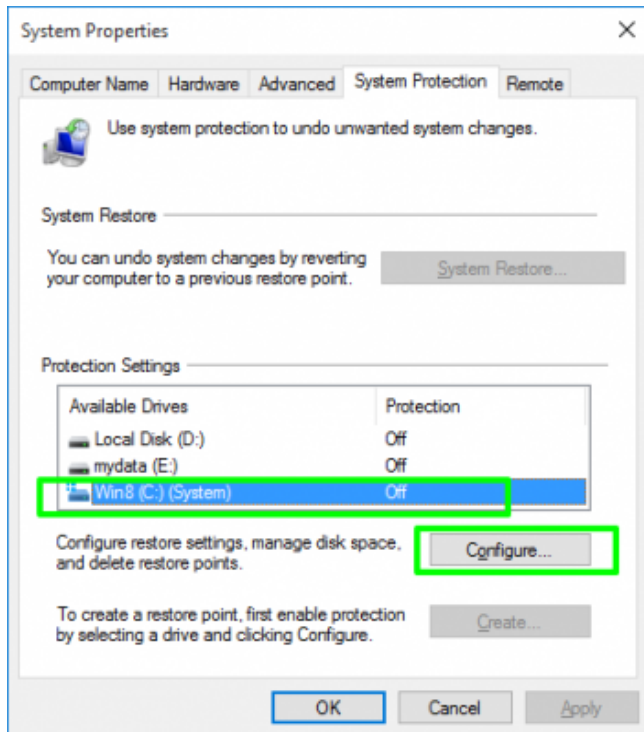 System Properties
Computer Name Hardware Advanced System Protection Remote
Use system protection to undo unwanted system changes.
System Restore
You can undo system changes by reverting
your computer to a previous restore point.
System Restore...
Protection Settings
Available Drives Protection
Local Disk (D:) Off
mydata (E:) Off
Win8 (C:) (System) Off
Configure restore settings, manage disk space,
and delete restore points.
Configure...
To create a restore point, first enable protection
by selecting a drive and clicking Configure.
Create...
OK Cancel Apply